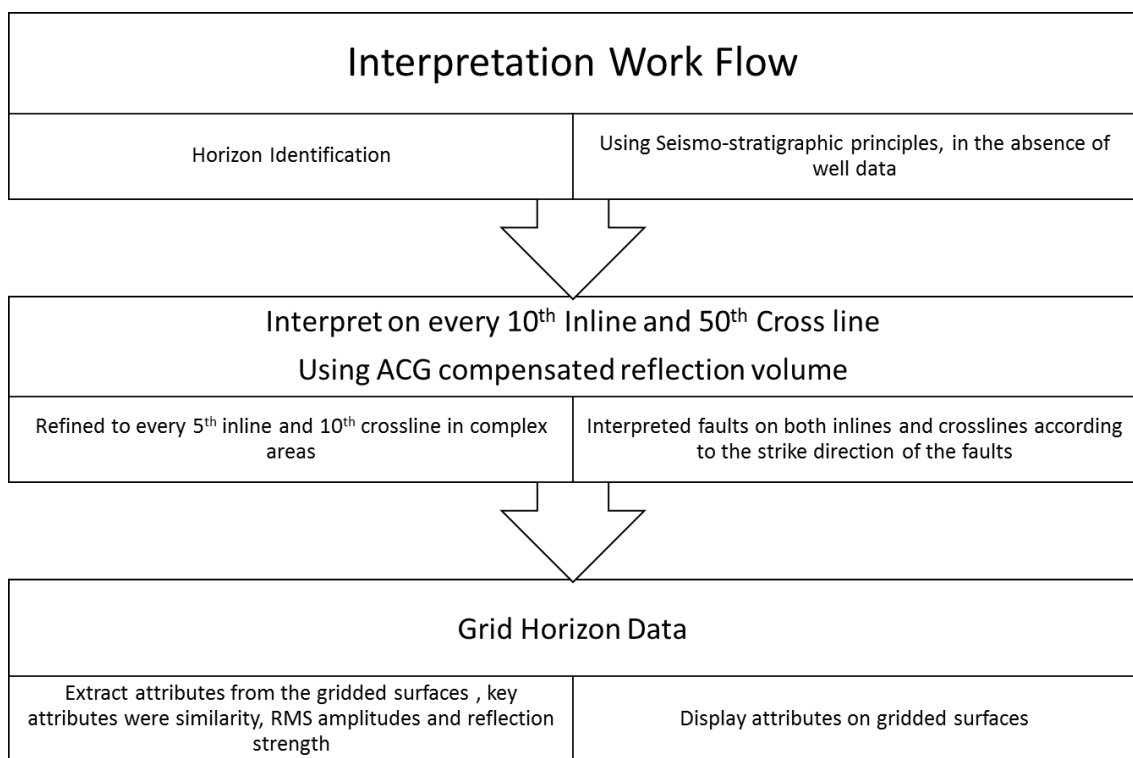 Interpretation Work Flow
Horizon Identification
Using Seismo-stratigraphic principles, in the absence of
well data
Interpret on every 10th Inline and 50th Cross line
Using ACG compensated reflection volume
Refined to every 5th inline and 10th crossline in complex
areas
Interpreted faults on both inlines and crosslines according
to the strike direction of the faults
Grid Horizon Data
Extract attributes from the gridded surfaces , key
attributes were similarity, RMS amplitudes and reflection
strength
Display attributes on gridded surfaces